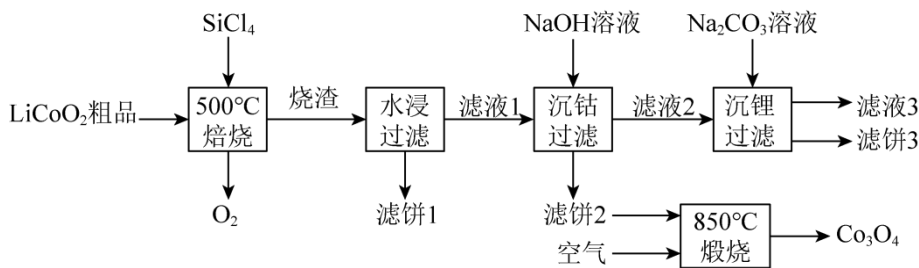 SiCl₄
NaOH溶液
Na₂CO₃溶液
LiCoO₂粗品
500℃
焙烧
烧渣
水浸
过滤
滤液1
沉钴
过滤
滤液2
沉锂
过滤
滤液3
滤饼3
O₂
滤饼1
滤饼2
空气
850℃
煅烧
Co₃O₄